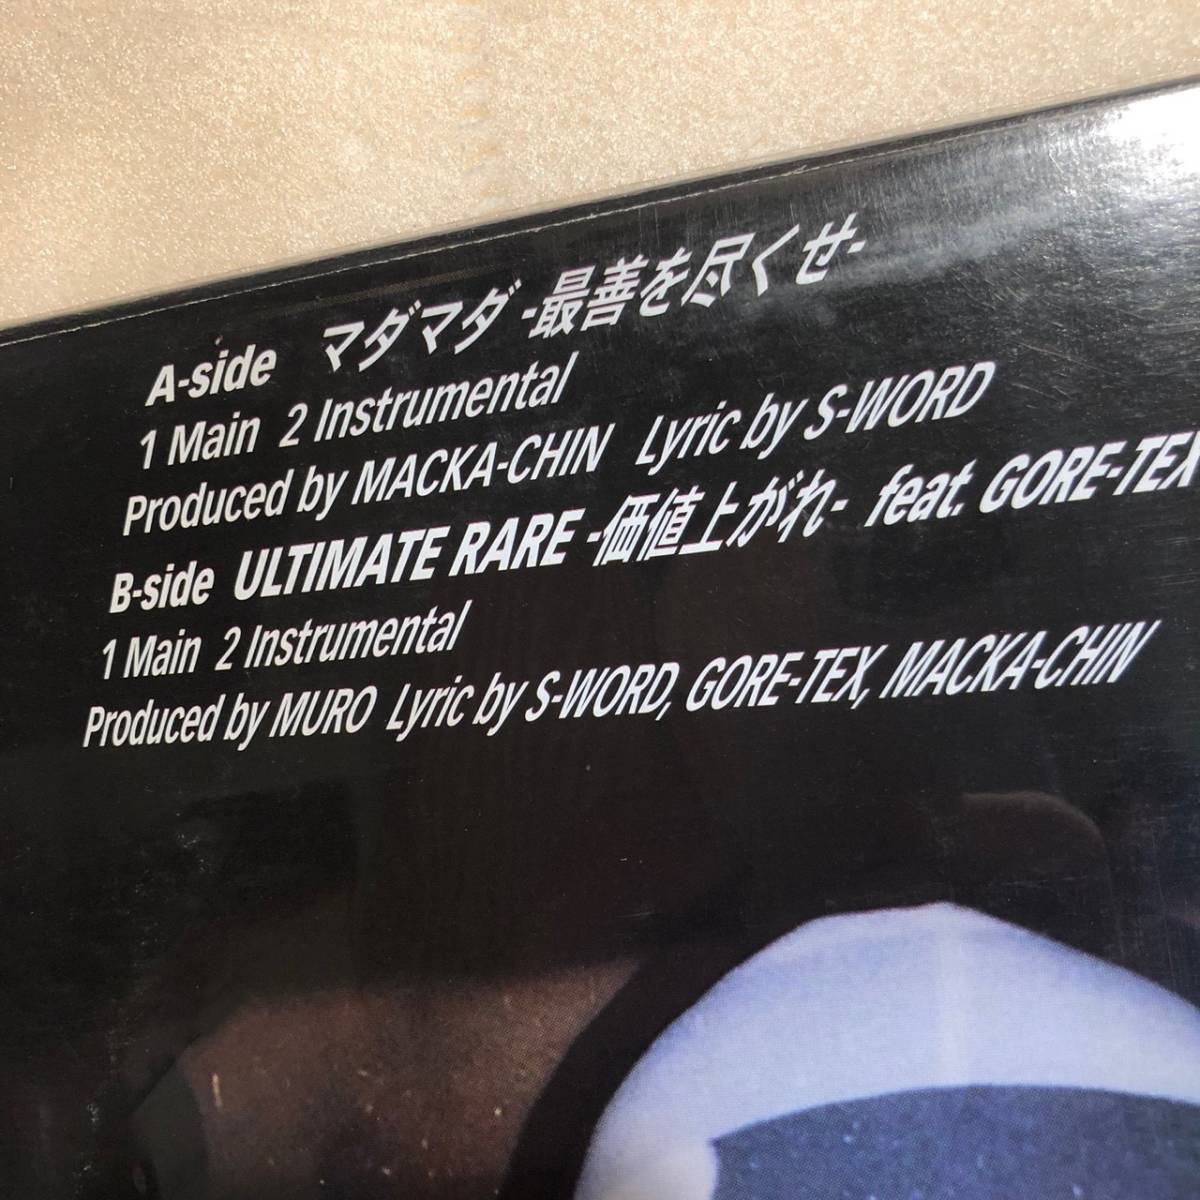 A-side マダマダ -最善を尽くせ-
1 Main 2 Instrumental
Produced by MACKA-CHIN Lyric by S-WORD
B-side ULTIMATE RARE -価値上がれ- feat. GORE-TEX
1 Main 2 Instrumental
Produced by MURO Lyric by S-WORD, GORE-TEX, MACKA-CHIN